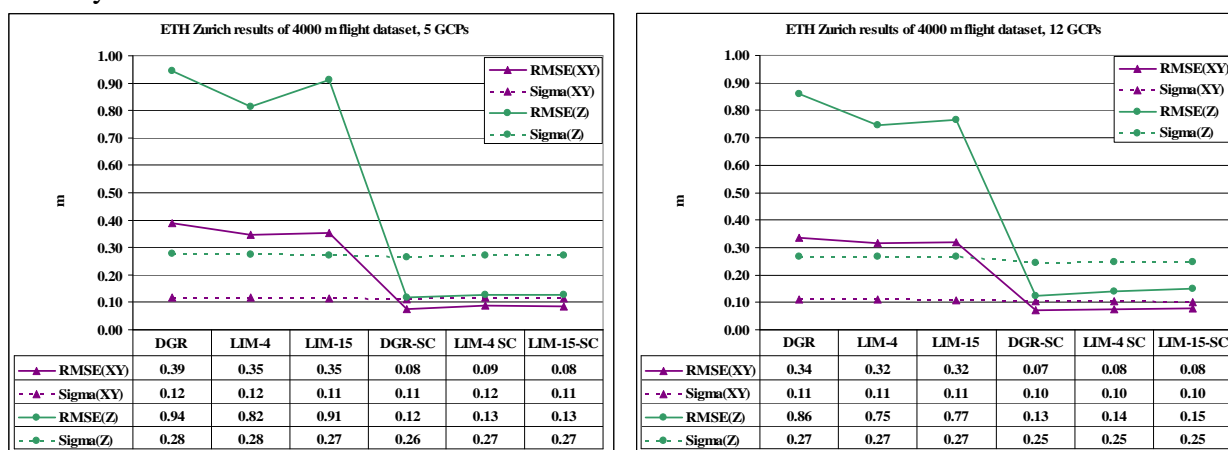 ETH Zurich results of 4000 m flight dataset, 5 GCPs
1.00
0.90
0.80
0.70
0.60
0.50
0.40
0.30
0.20
0.10
0.00
m
RMSE(XY)
Sigma(XY)
RMSE(Z)
Sigma(Z)
DGR LIM-4 LIM-15 DGR-SC LIM-4 SC LIM-15-SC
RMSE(XY) 0.39 0.35 0.35 0.08 0.09 0.08
Sigma(XY) 0.12 0.12 0.11 0.11 0.12 0.11
RMSE(Z) 0.94 0.82 0.91 0.12 0.13 0.13
Sigma(Z) 0.28 0.28 0.27 0.26 0.27 0.27
ETH Zurich results of 4000 m flight dataset, 12 GCPs
1.00
0.90
0.80
0.70
0.60
0.50
0.40
0.30
0.20
0.10
0.00
m
RMSE(XY)
Sigma(XY)
RMSE(Z)
Sigma(Z)
DGR LIM-4 LIM-15 DGR-SC LIM-4 SC LIM-15-SC
RMSE(XY) 0.34 0.32 0.32 0.07 0.08 0.08
Sigma(XY) 0.11 0.11 0.11 0.10 0.10 0.10
RMSE(Z) 0.86 0.75 0.77 0.13 0.14 0.15
Sigma(Z) 0.27 0.27 0.27 0.25 0.25 0.25